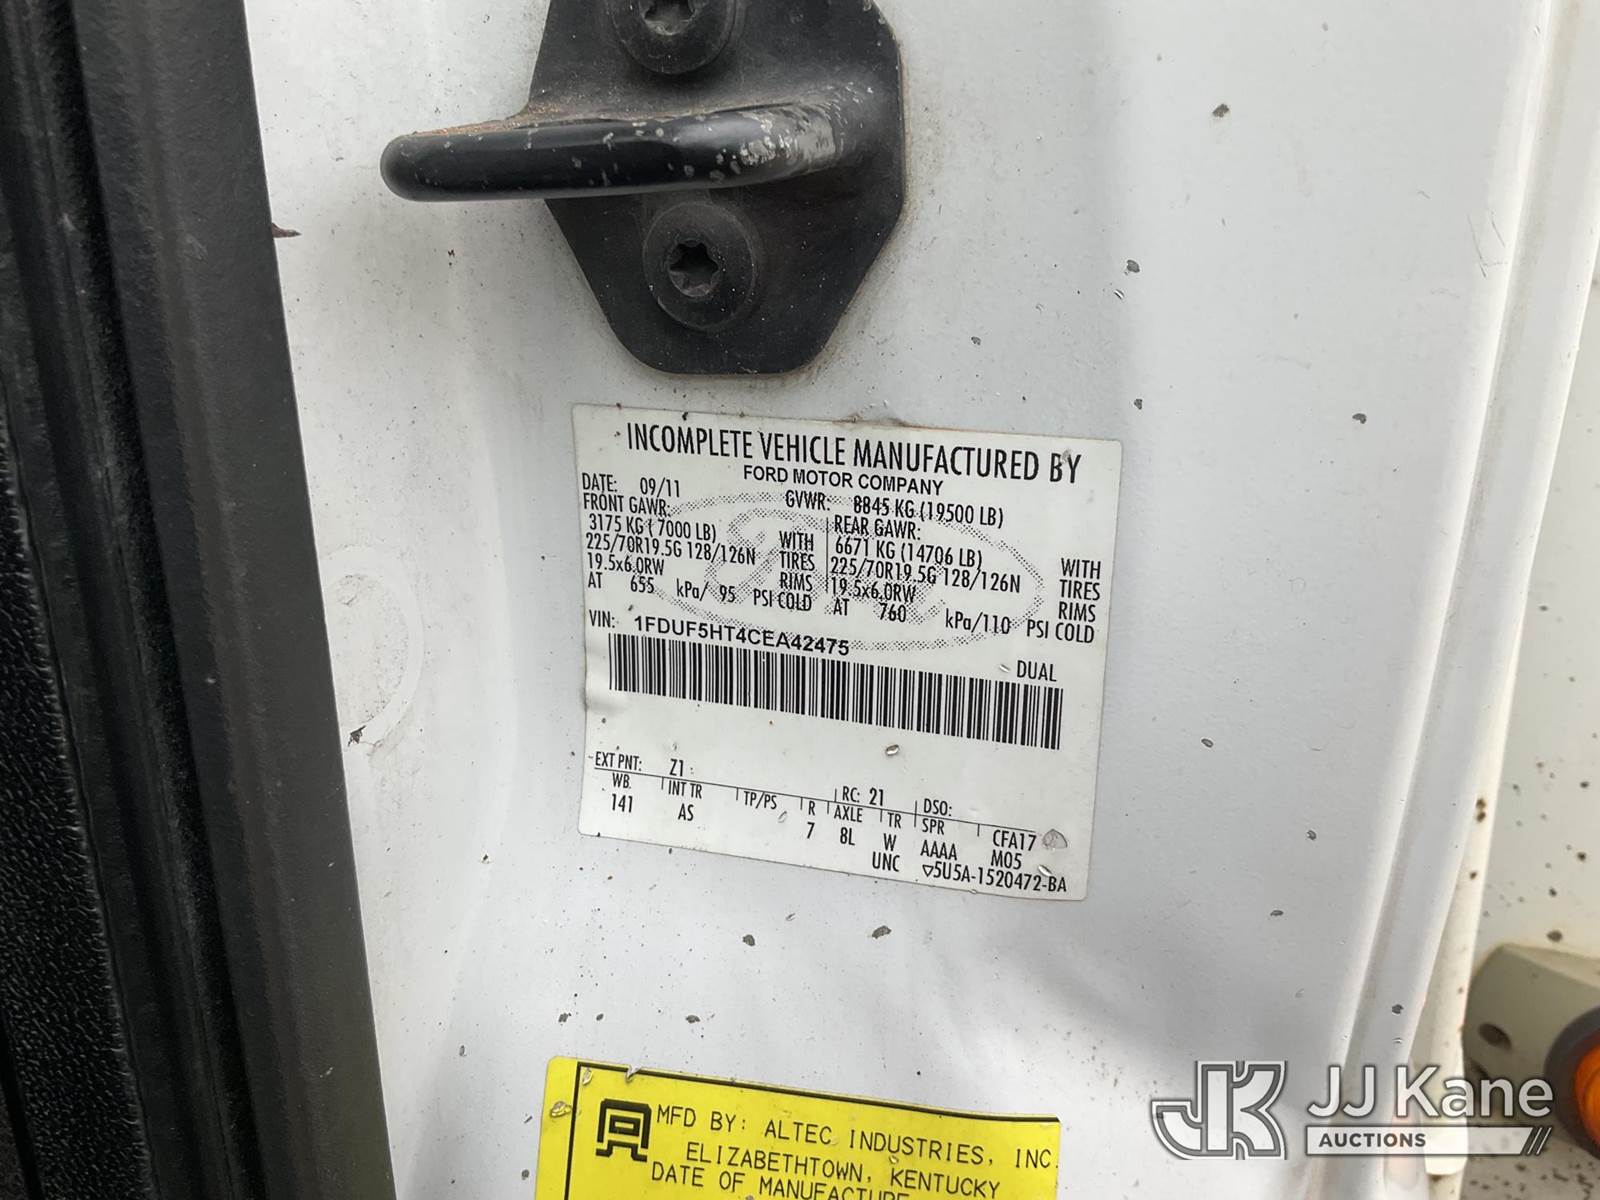 INCOMPLETE VEHICLE MANUFACTURED BY
FORD MOTOR COMPANY
DATE: 09/11 GVWR: 8845 KG (19500 LB)
FRONT GAWR: REAR GAWR:
3175 KG ( 7000 LB) WITH 6671 KG (14706 LB) WITH
225/70R19.5G 128/126N TIRES 225/70R19.5G 128/126N TIRES
19.5x6.0RW RIMS 19.5x6.0RW RIMS
AT 655 kPa/ 95 PSI COLD AT 760 kPa/110 PSI COLD
VIN: 1FDUF5HT4CEA42475
DUAL
EXT PNT: Z1 RC: 21 DSO:
WB INT TR TP/PS R AXLE TR SPR CFA17
141 AS 7 8L W AAAA M05
UNC ▽5U5A-1520472-BA
MFD BY: ALTEC INDUSTRIES, INC.
ELIZABETHTOWN, KENTUCKY
DATE OF MANUFACTURE
JK JJ Kane
AUCTIONS